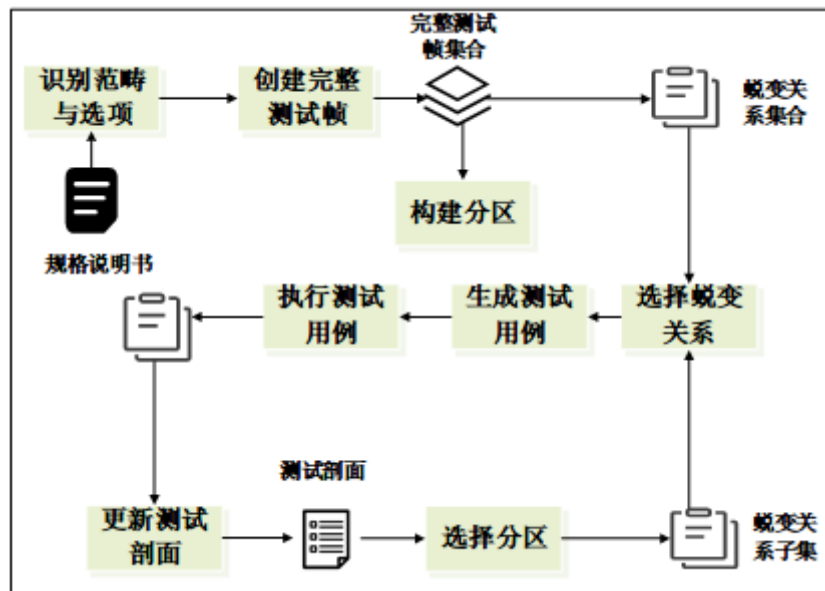 完整测试
帧集合
识别范畴
与选项
创建完整
测试帧
蜕变关
系集合
构建分区
规格说明书
执行测试
用例
生成测试
用例
选择蜕变
关系
测试剖面
更新测试
剖面
选择分区
蜕变关
系子集